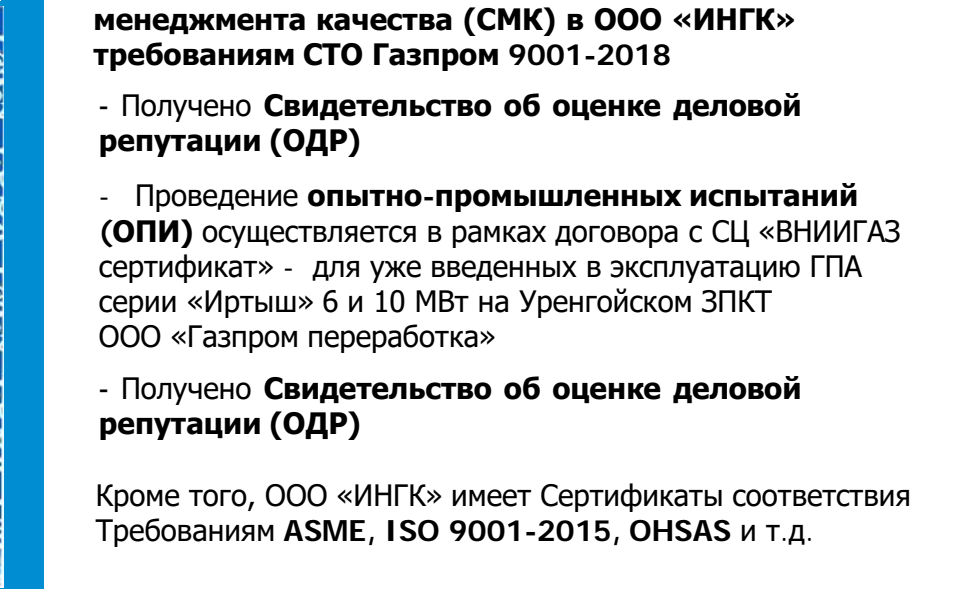 менеджмента качества (СМК) в ООО «ИНГК»
требованиям СТО Газпром 9001-2018
- Получено Свидетельство об оценке деловой
репутации (ОДР)
- Проведение опытно-промышленных испытаний
(ОПИ) осуществляется в рамках договора с СЦ «ВНИИГАЗ
сертификат» - для уже введенных в эксплуатацию ГПА
серии «Иртыш» 6 и 10 МВт на Уренгойском ЗПКТ
ООО «Газпром переработка»
- Получено Свидетельство об оценке деловой
репутации (ОДР)
Кроме того, ООО «ИНГК» имеет Сертификаты соответствия
Требованиям ASME, ISO 9001-2015, OHSAS и т.д.